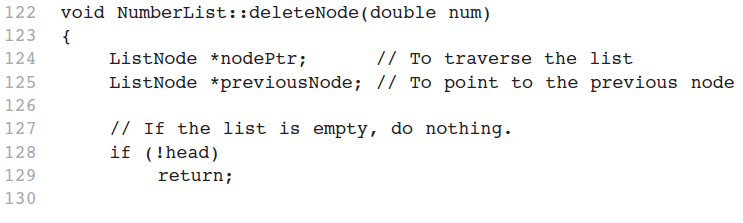 122 void NumberList::deleteNode(double num)
123 {
124 ListNode *nodePtr; // To traverse the list
125 ListNode *previousNode; // To point to the previous node
126
127 // If the list is empty, do nothing.
128 if (!head)
129 return;
130